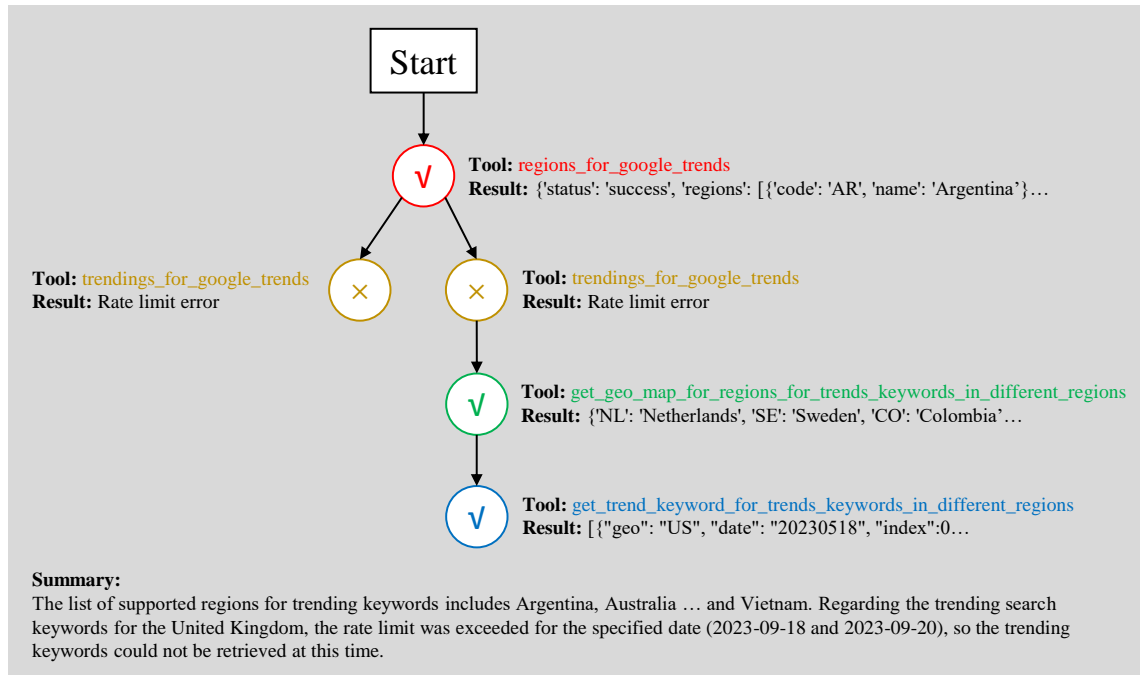 Start
√
Tool: regions_for_google_trends
Result: {'status': 'success', 'regions': [{'code': 'AR', 'name': 'Argentina’}…
Tool: trendings_for_google_trends
Result: Rate limit error
×
×
Tool: trendings_for_google_trends
Result: Rate limit error
√
Tool: get_geo_map_for_regions_for_trends_keywords_in_different_regions
Result: {'NL': 'Netherlands', 'SE': 'Sweden', 'CO': 'Colombia’…
√
Tool: get_trend_keyword_for_trends_keywords_in_different_regions
Result: [{"geo": "US", "date": "20230518", "index":0…
Summary:
The list of supported regions for trending keywords includes Argentina, Australia … and Vietnam. Regarding the trending search
keywords for the United Kingdom, the rate limit was exceeded for the specified date (2023-09-18 and 2023-09-20), so the trending
keywords could not be retrieved at this time.